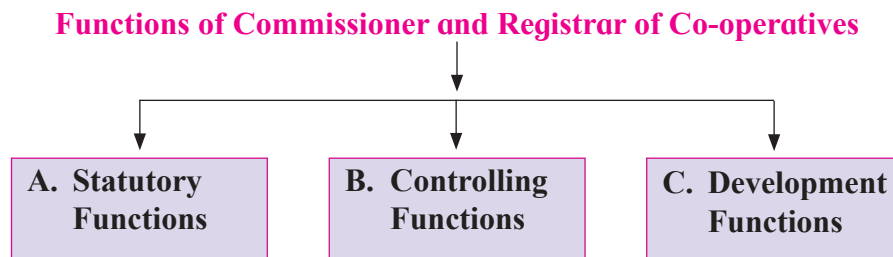 Functions of Commissioner and Registrar of Co-operatives
A. Statutory
Functions
B. Controlling
Functions
C. Development
Functions